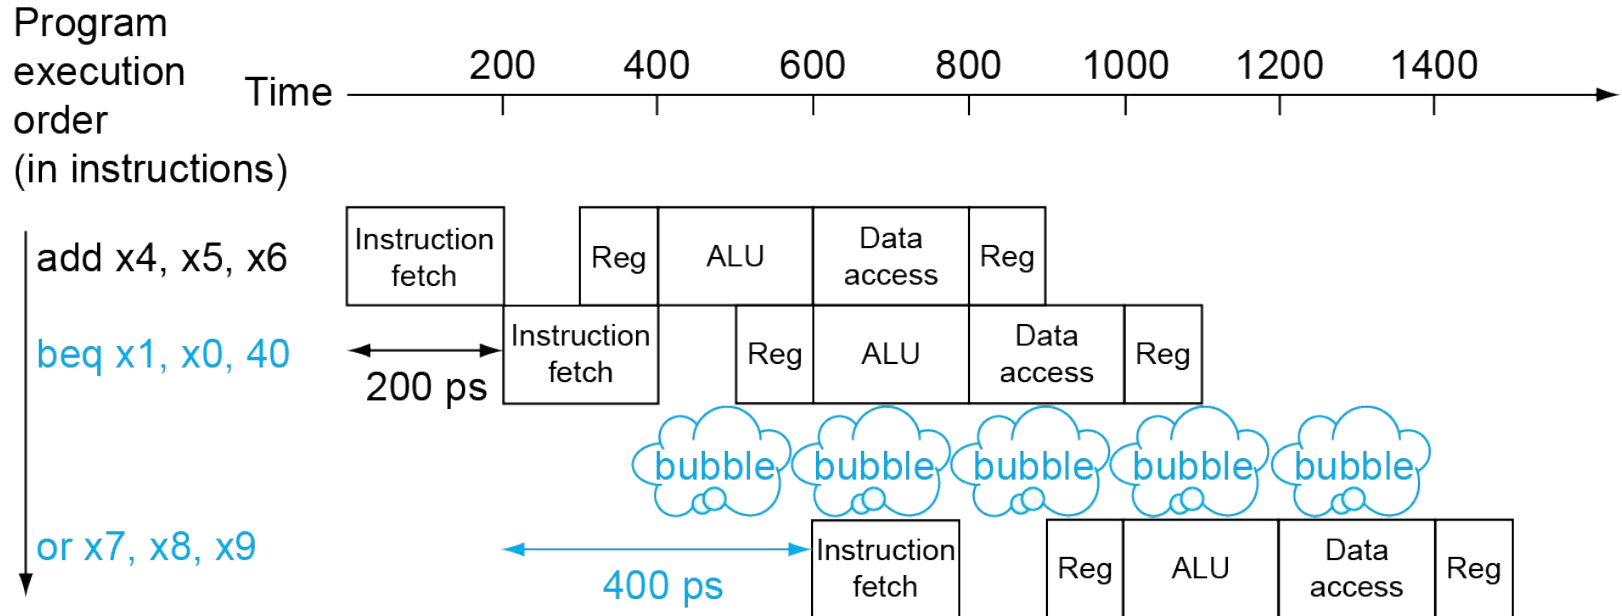 Program
execution
order
(in instructions)
Time
200 400 600 800 1000 1200 1400
add x4, x5, x6
Instruction
fetch
Reg
ALU
Data
access
Reg
beq x1, x0, 40
200 ps
Instruction
fetch
Reg
ALU
Data
access
Reg
bubble bubble bubble bubble bubble
or x7, x8, x9
400 ps
Instruction
fetch
Reg
ALU
Data
access
Reg